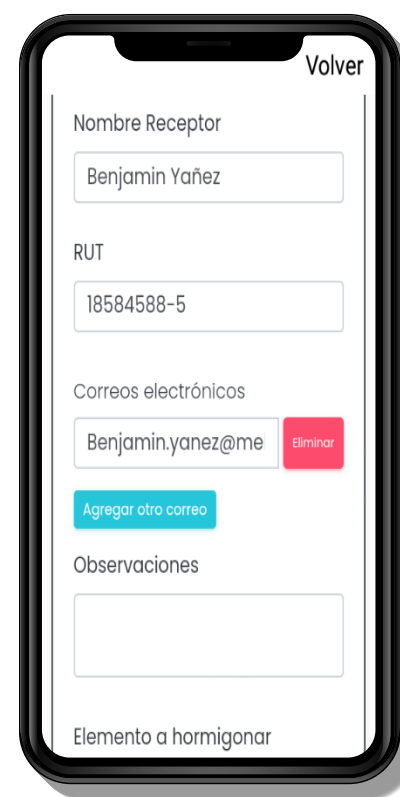 Volver
Nombre Receptor
Benjamin Yañez
RUT
18584588-5
Correos electrónicos
Benjamin.yanez@me
Eliminar
Agregar otro correo
Observaciones
Elemento a hormigonar